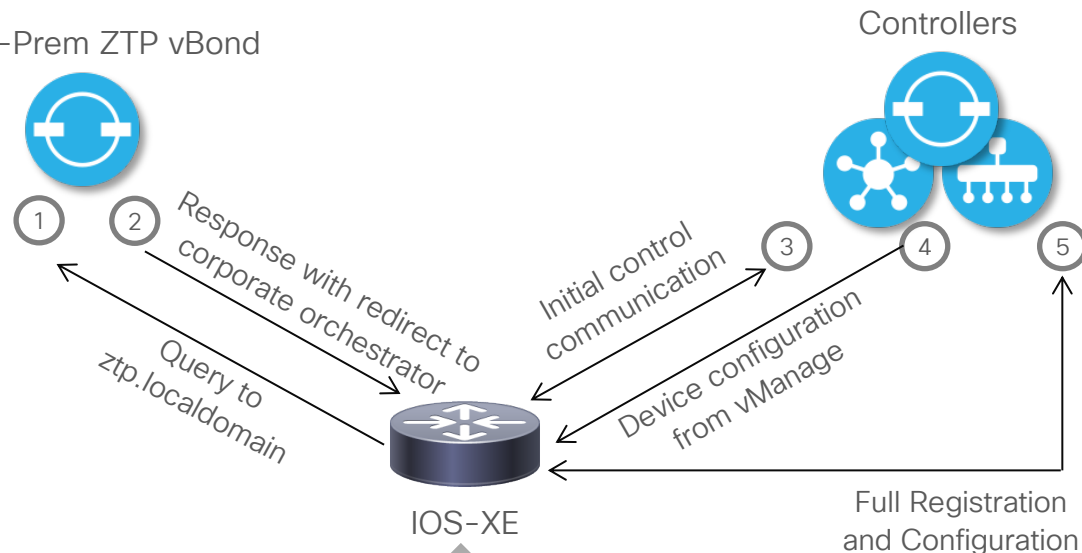 -Prem ZTP vBond
Controllers
1
2
3
4
5
Response with redirect to
corporate orchestrator
Query to
ztp.localdomain
Initial control
communication
Device configuration
from vManage
IOS-XE
Full Registration
and Configuration